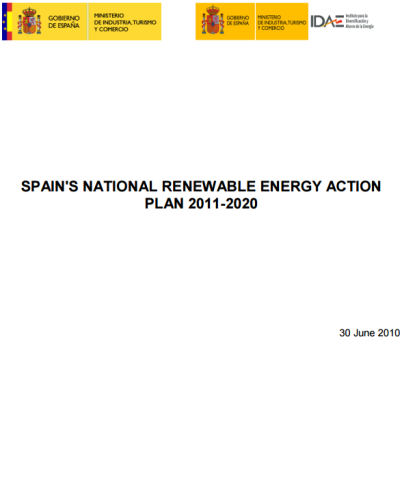 GOBIERNO
DE ESPAÑA
MINISTERIO
DE INDUSTRIA, TURISMO
Y COMERCIO
GOBIERNO
DE ESPAÑA
MINISTERIO
DE INDUSTRIA, TURISMO
Y COMERCIO
IDAE
Instituto para la
Diversificación y
Ahorro de la Energía
SPAIN'S NATIONAL RENEWABLE ENERGY ACTION
PLAN 2011-2020
30 June 2010